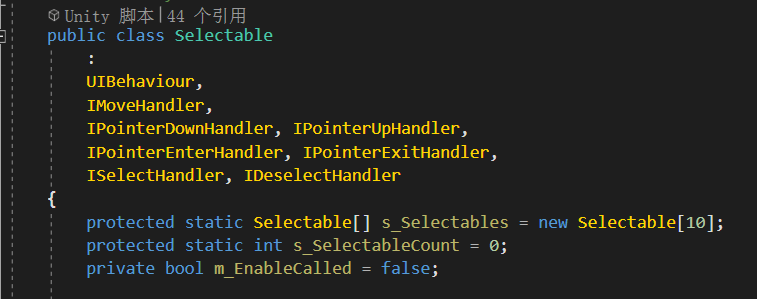 Unity 脚本|44 个引用
public class Selectable
:
UIBehaviour,
IMoveHandler,
IPointerDownHandler, IPointerUpHandler,
IPointerEnterHandler, IPointerExitHandler,
ISelectHandler, IDeselectHandler
{
protected static Selectable[] s_Selectables = new Selectable[10];
protected static int s_SelectableCount = 0;
private bool m_EnableCalled = false;